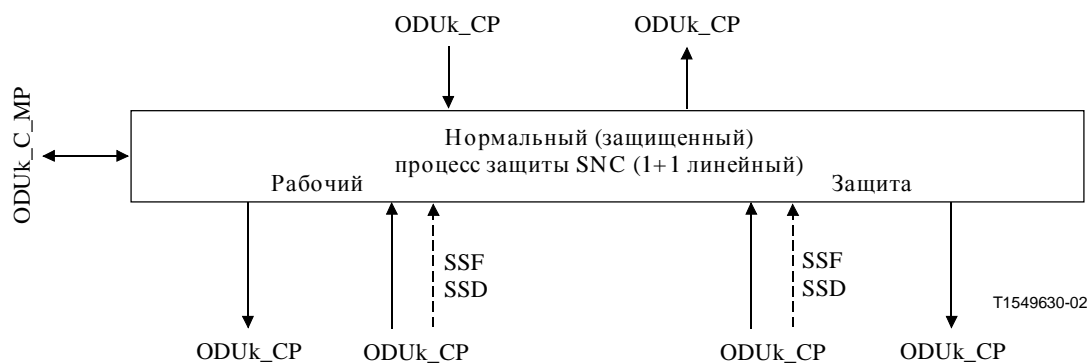 ODUk_CP ODUk_CP
ODUk_C_MP
Нормальный (защищенный)
процесс защиты SNC (1+1 линейный)
Рабочий Защита
SSF SSF
SSD SSD
T1549630-02
ODUk_CP ODUk_CP ODUk_CP ODUk_CP